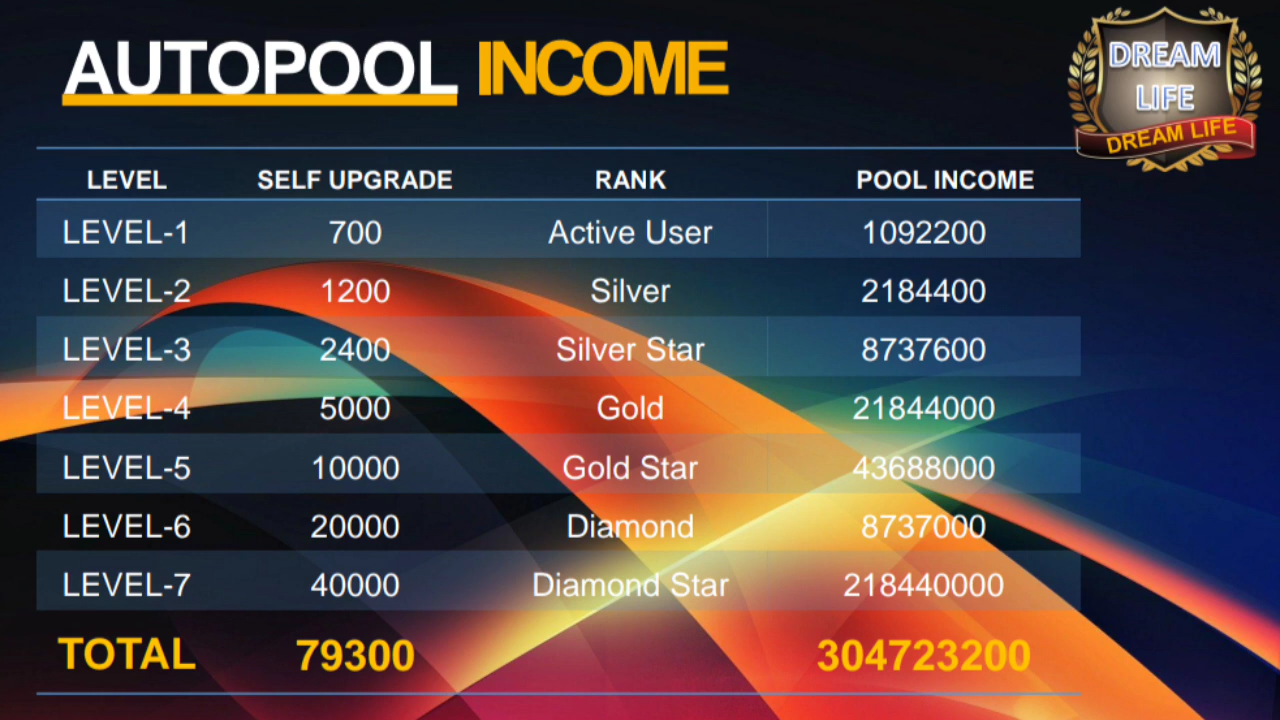 AUTOPOOL INCOME
DREAM
LIFE
DREAM LIFE
LEVEL SELF UPGRADE RANK POOL INCOME
LEVEL-1 700 Active User 1092200
LEVEL-2 1200 Silver 2184400
LEVEL-3 2400 Silver Star 8737600
LEVEL-4 5000 Gold 21844000
LEVEL-5 10000 Gold Star 43688000
LEVEL-6 20000 Diamond 8737000
LEVEL-7 40000 Diamond Star 218440000
TOTAL 79300 304723200